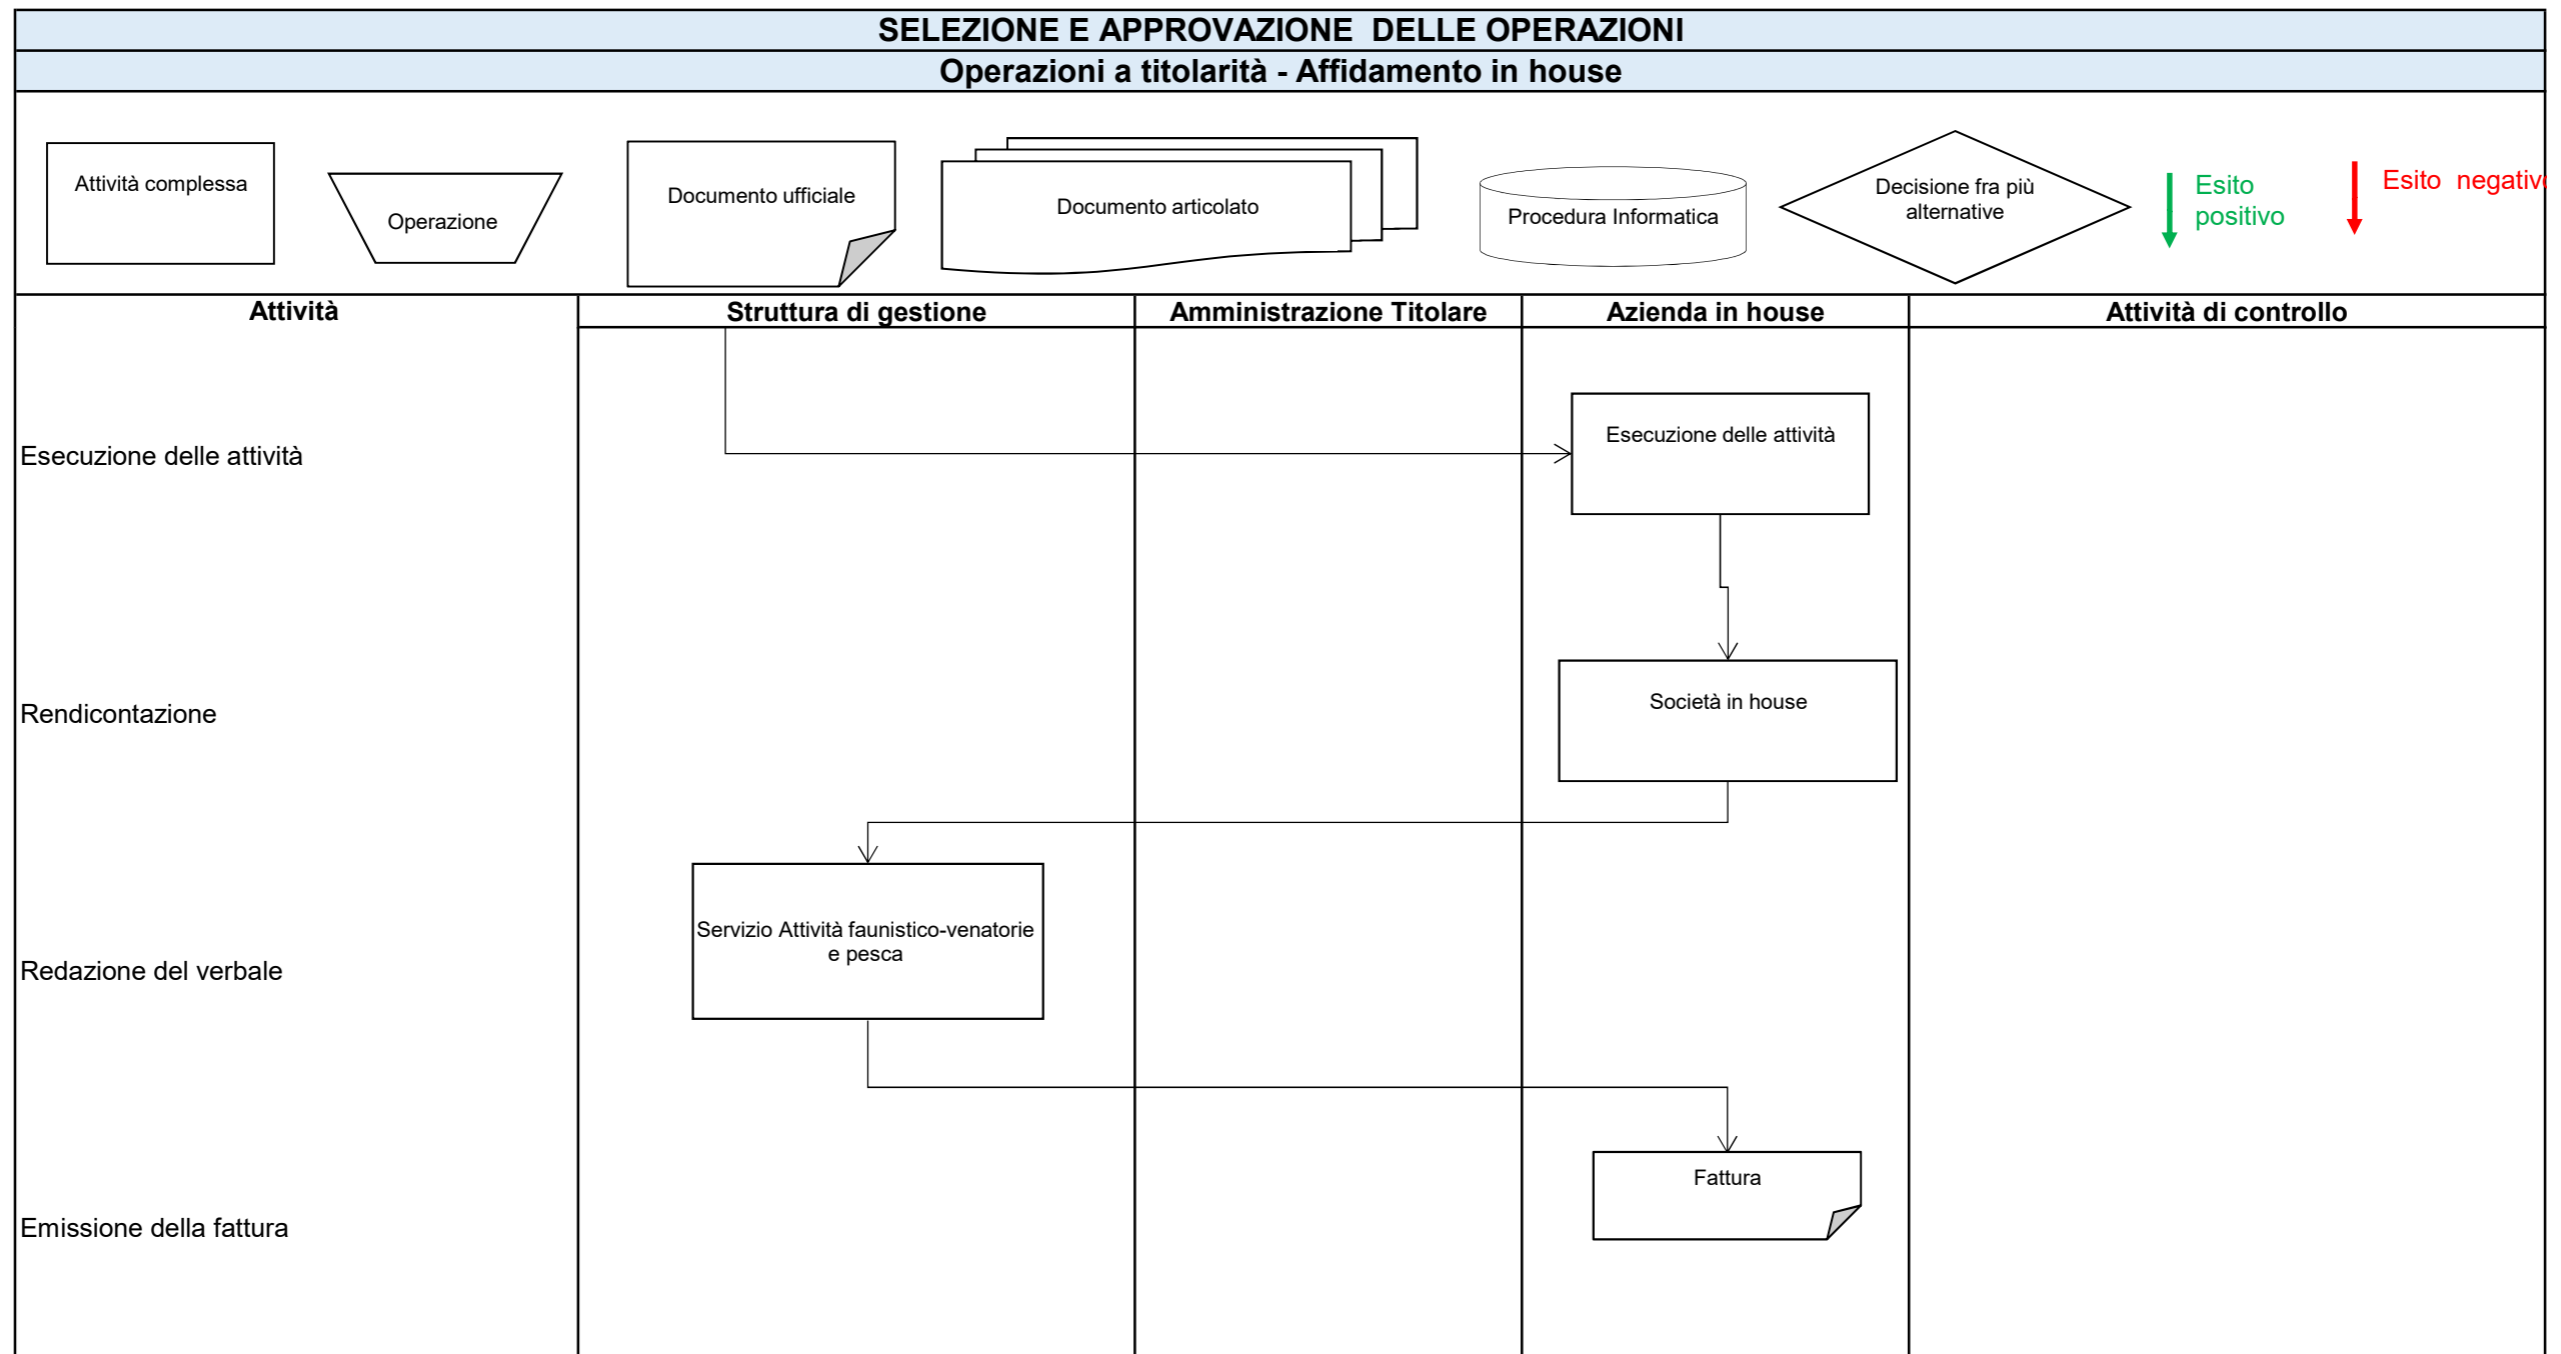 SELEZIONE E APPROVAZIONE DELLE OPERAZIONI
Operazioni a titolarità - Affidamento in house
Attività complessa
Operazione
Documento ufficiale
Documento articolato
Procedura Informatica
Decisione fra più
alternative
Esito
positivo
Esito negativo
Attività
Struttura di gestione
Amministrazione Titolare
Azienda in house
Attività di controllo
Esecuzione delle attività
Esecuzione delle attività
Rendicontazione
Società in house
Redazione del verbale
Servizio Attività faunistico-venatorie
e pesca
Emissione della fattura
Fattura